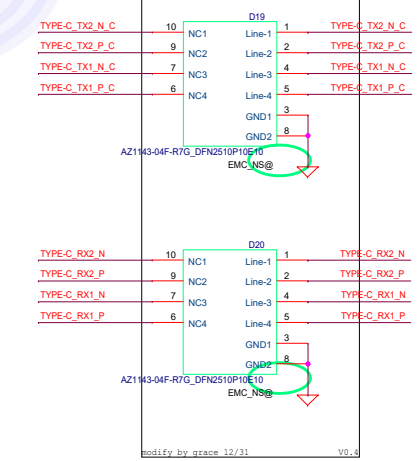 D19
TYPE-C_TX2_N_C 10 NC1 Line-1 1 TYPE-C_TX2_N_C
TYPE-C_TX2_P_C 9 NC2 Line-2 2 TYPE-C_TX2_P_C
TYPE-C_TX1_N_C 7 NC3 Line-3 4 TYPE-C_TX1_N_C
TYPE-C_TX1_P_C 6 NC4 Line-4 5 TYPE-C_TX1_P_C
GND1 3
GND2 8
AZ1143-04F-R7G_DFN2510P10E10
EMC_NS@
D20
TYPE-C_RX2_N 10 NC1 Line-1 1 TYPE-C_RX2_N
TYPE-C_RX2_P 9 NC2 Line-2 2 TYPE-C_RX2_P
TYPE-C_RX1_N 7 NC3 Line-3 4 TYPE-C_RX1_N
TYPE-C_RX1_P 6 NC4 Line-4 5 TYPE-C_RX1_P
GND1 3
GND2 8
AZ1143-04F-R7G_DFN2510P10E10
EMC_NS@
modify by grace 12/31 V0.4